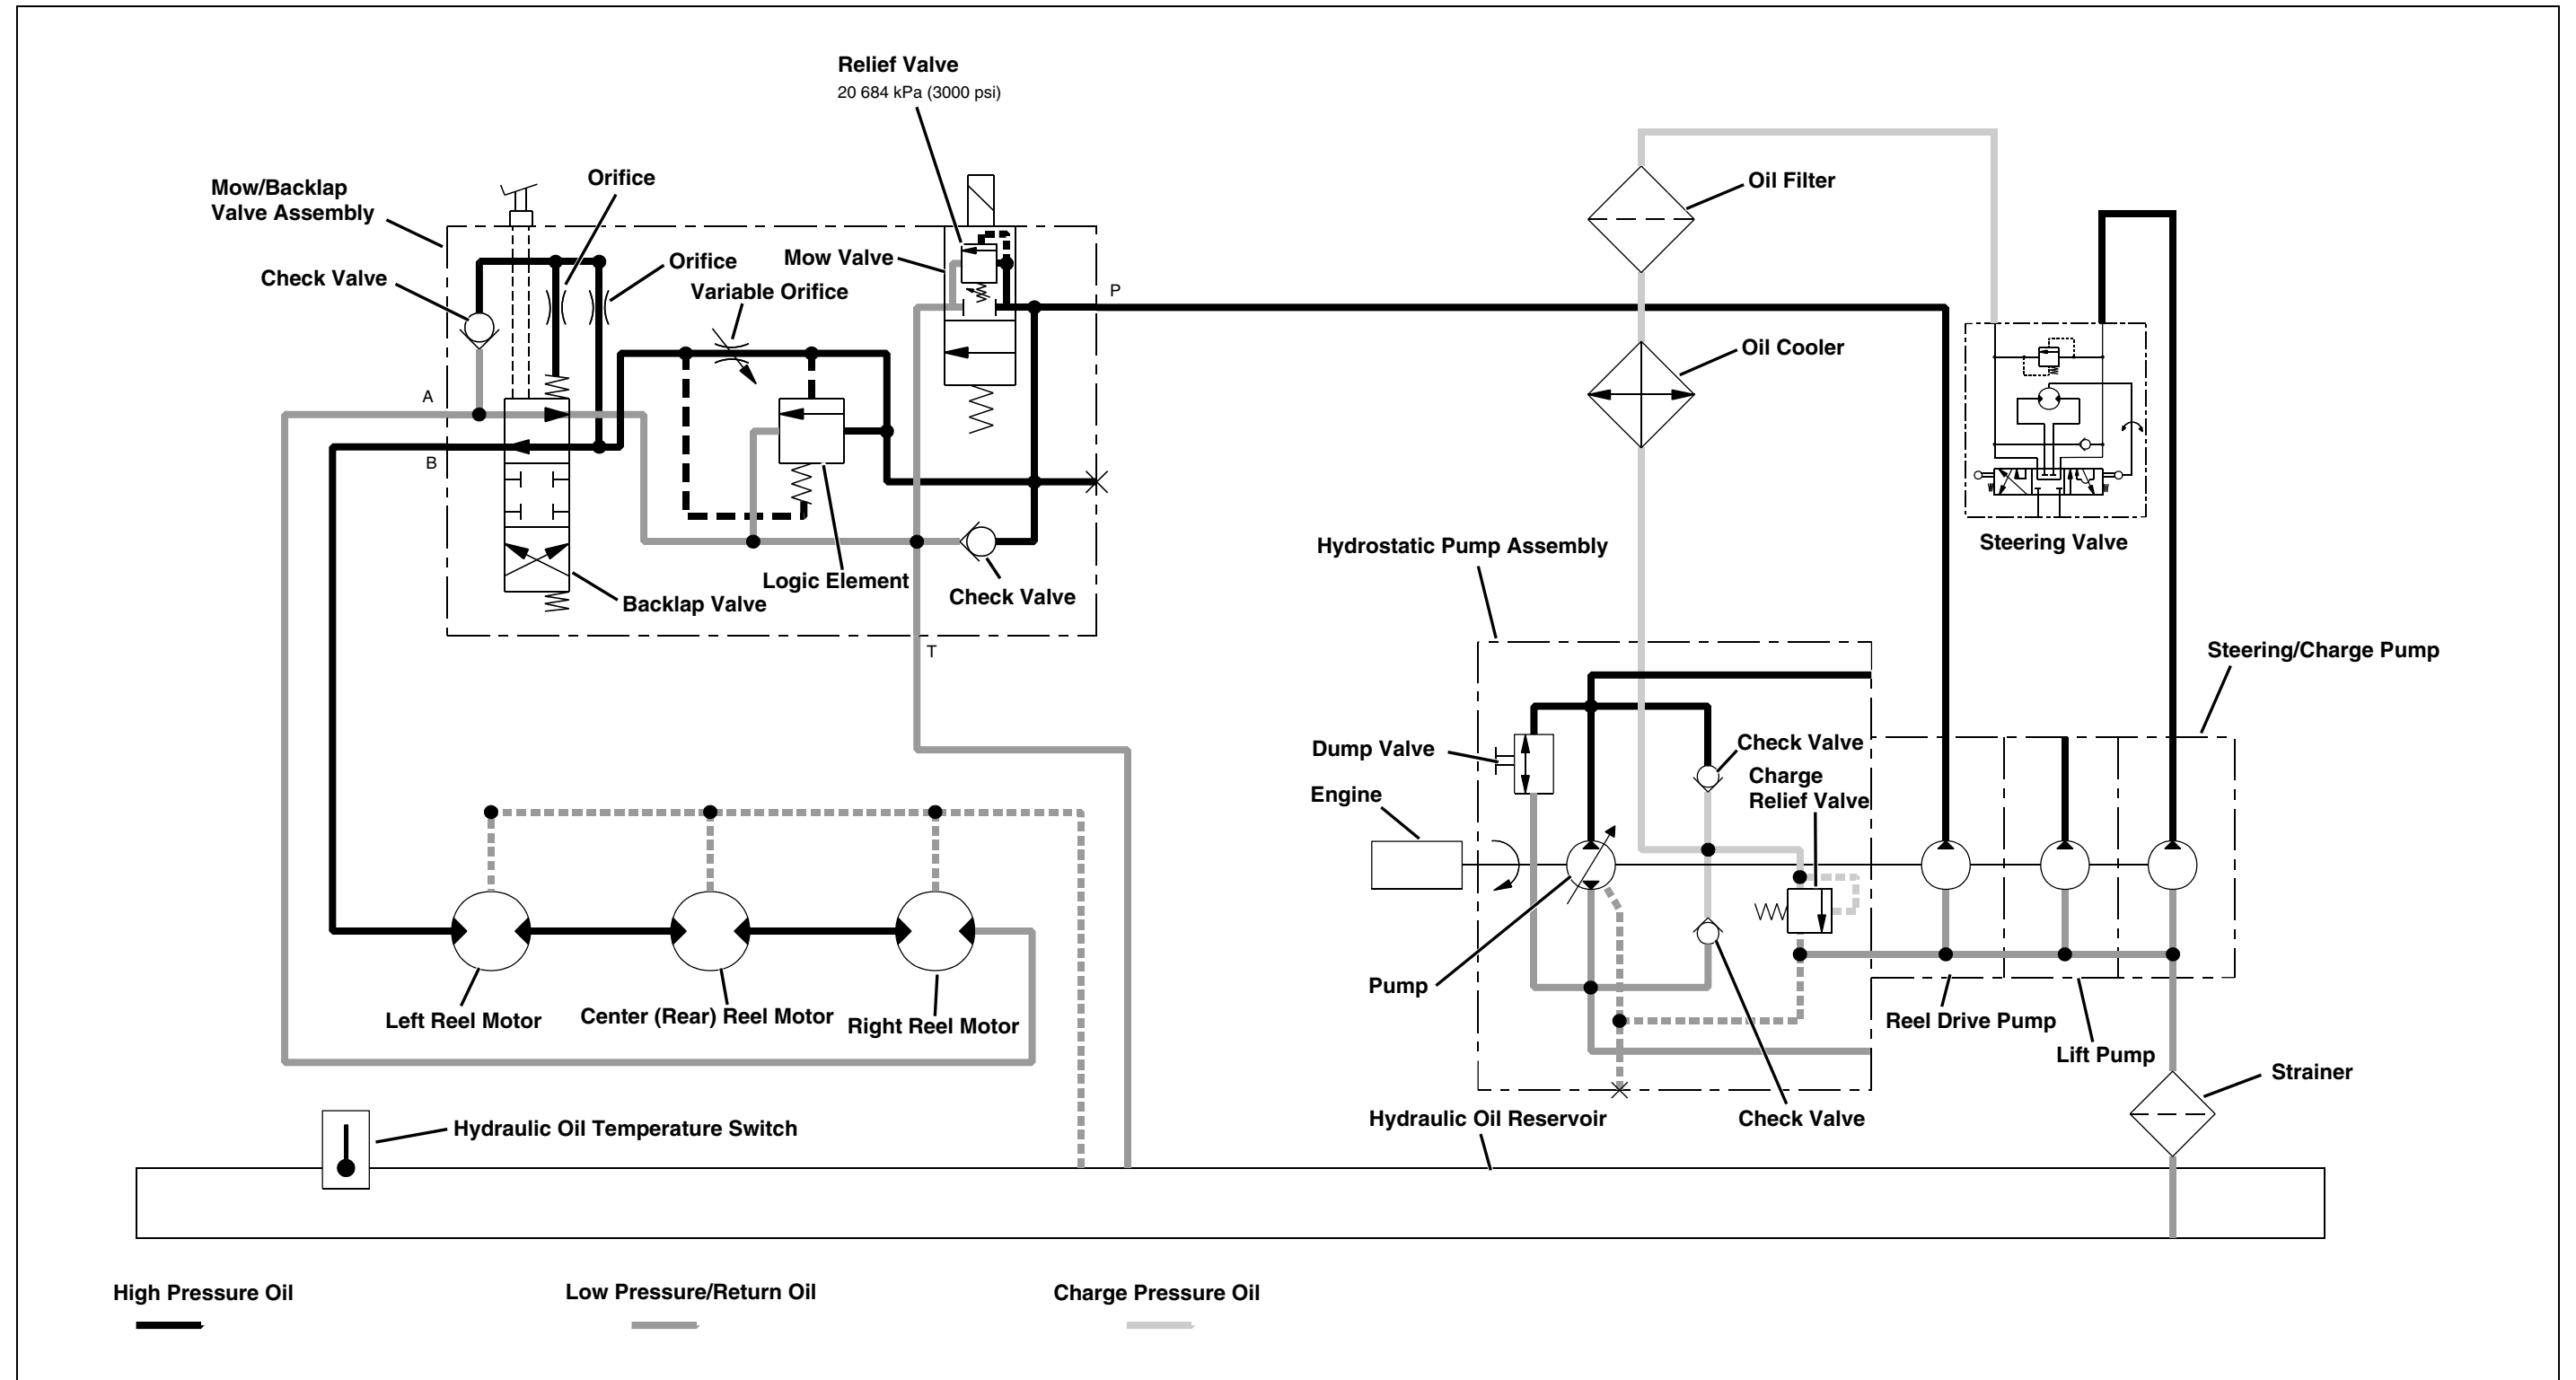 Relief Valve
20 684 kPa (3000 psi)
Mow/Backlap
Valve Assembly
Orifice
Check Valve
Orifice
Mow Valve
Variable Orifice
P
A
B
Logic Element
Backlap Valve
Check Valve
T
Oil Filter
Oil Cooler
Steering Valve
Hydrostatic Pump Assembly
Steering/Charge Pump
Dump Valve
Check Valve
Charge
Relief Valve
Engine
Pump
Left Reel Motor
Center (Rear) Reel Motor
Right Reel Motor
Reel Drive Pump
Lift Pump
Strainer
Hydraulic Oil Temperature Switch
Hydraulic Oil Reservoir
Check Valve
High Pressure Oil
Low Pressure/Return Oil
Charge Pressure Oil